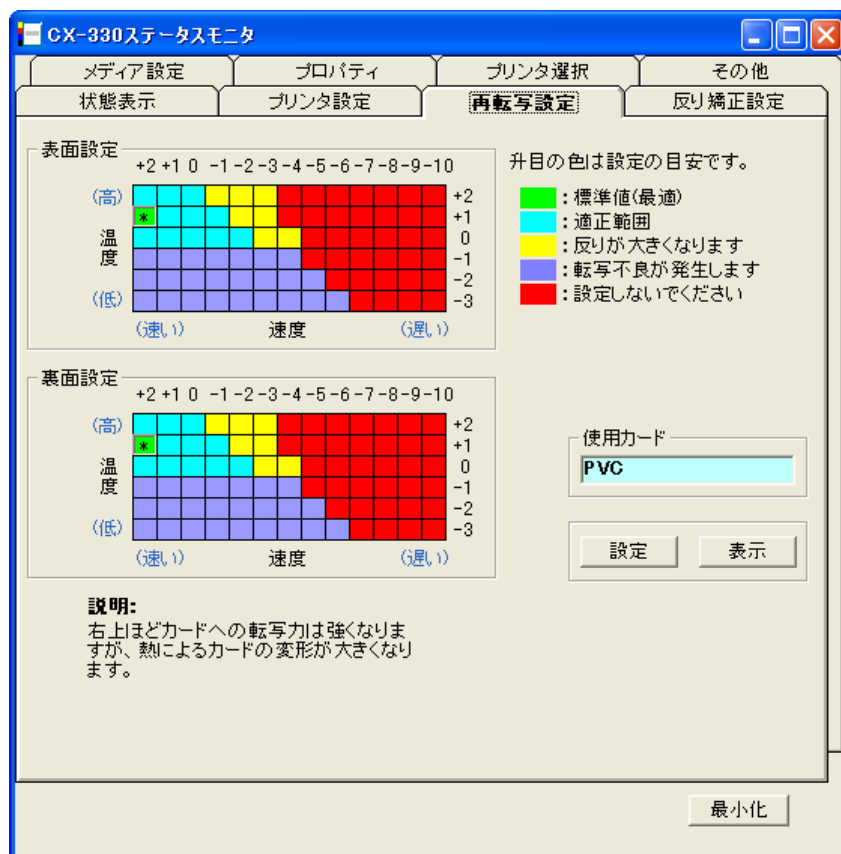 CX-330ステータスモニタ
メディア設定 プロパティ プリンタ選択 その他
状態表示 プリンタ設定 再転写設定 反り矯正設定
表面設定
+2 +1 0 -1 -2 -3 -4 -5 -6 -7 -8 -9 -10
(高)
温度
(低)
*
+2
+1
0
-1
-2
-3
(速い) 速度 (遅い)
升目の色は設定の目安です。
:標準値(最適)
:適正範囲
:反りが大きくなります
:転写不良が発生します
:設定しないでください
裏面設定
+2 +1 0 -1 -2 -3 -4 -5 -6 -7 -8 -9 -10
(高)
温度
(低)
*
+2
+1
0
-1
-2
-3
(速い) 速度 (遅い)
使用カード
PVC
設定 表示
説明:
右上ほどカードへの転写力は強くなりま
すが、熱によるカードの変形が大きくなり
ます。
最小化